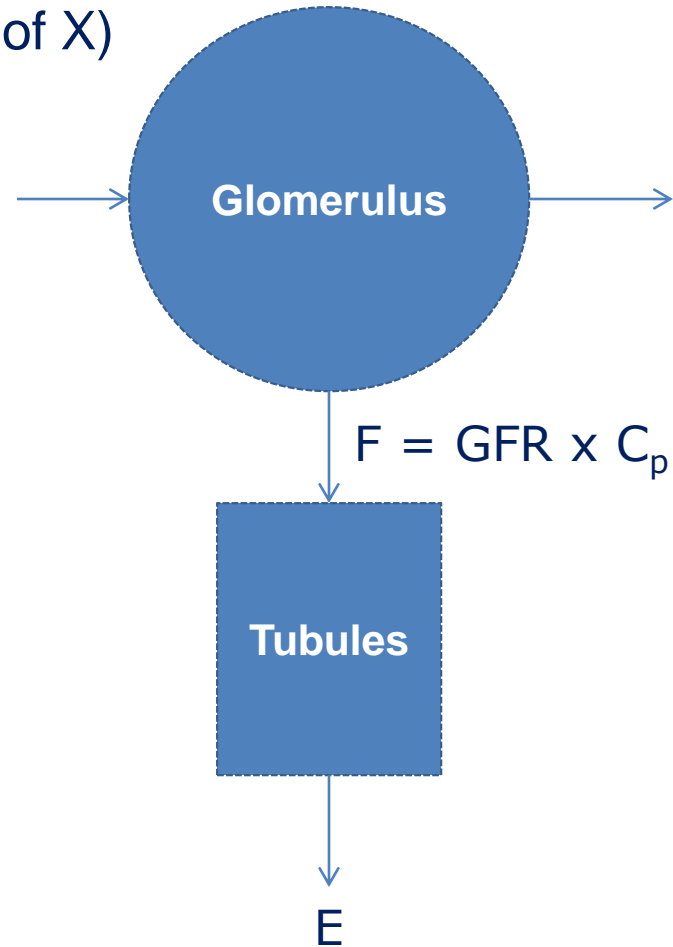 of X)
Glomerulus
F = GFR x Cₚ
Tubules
E